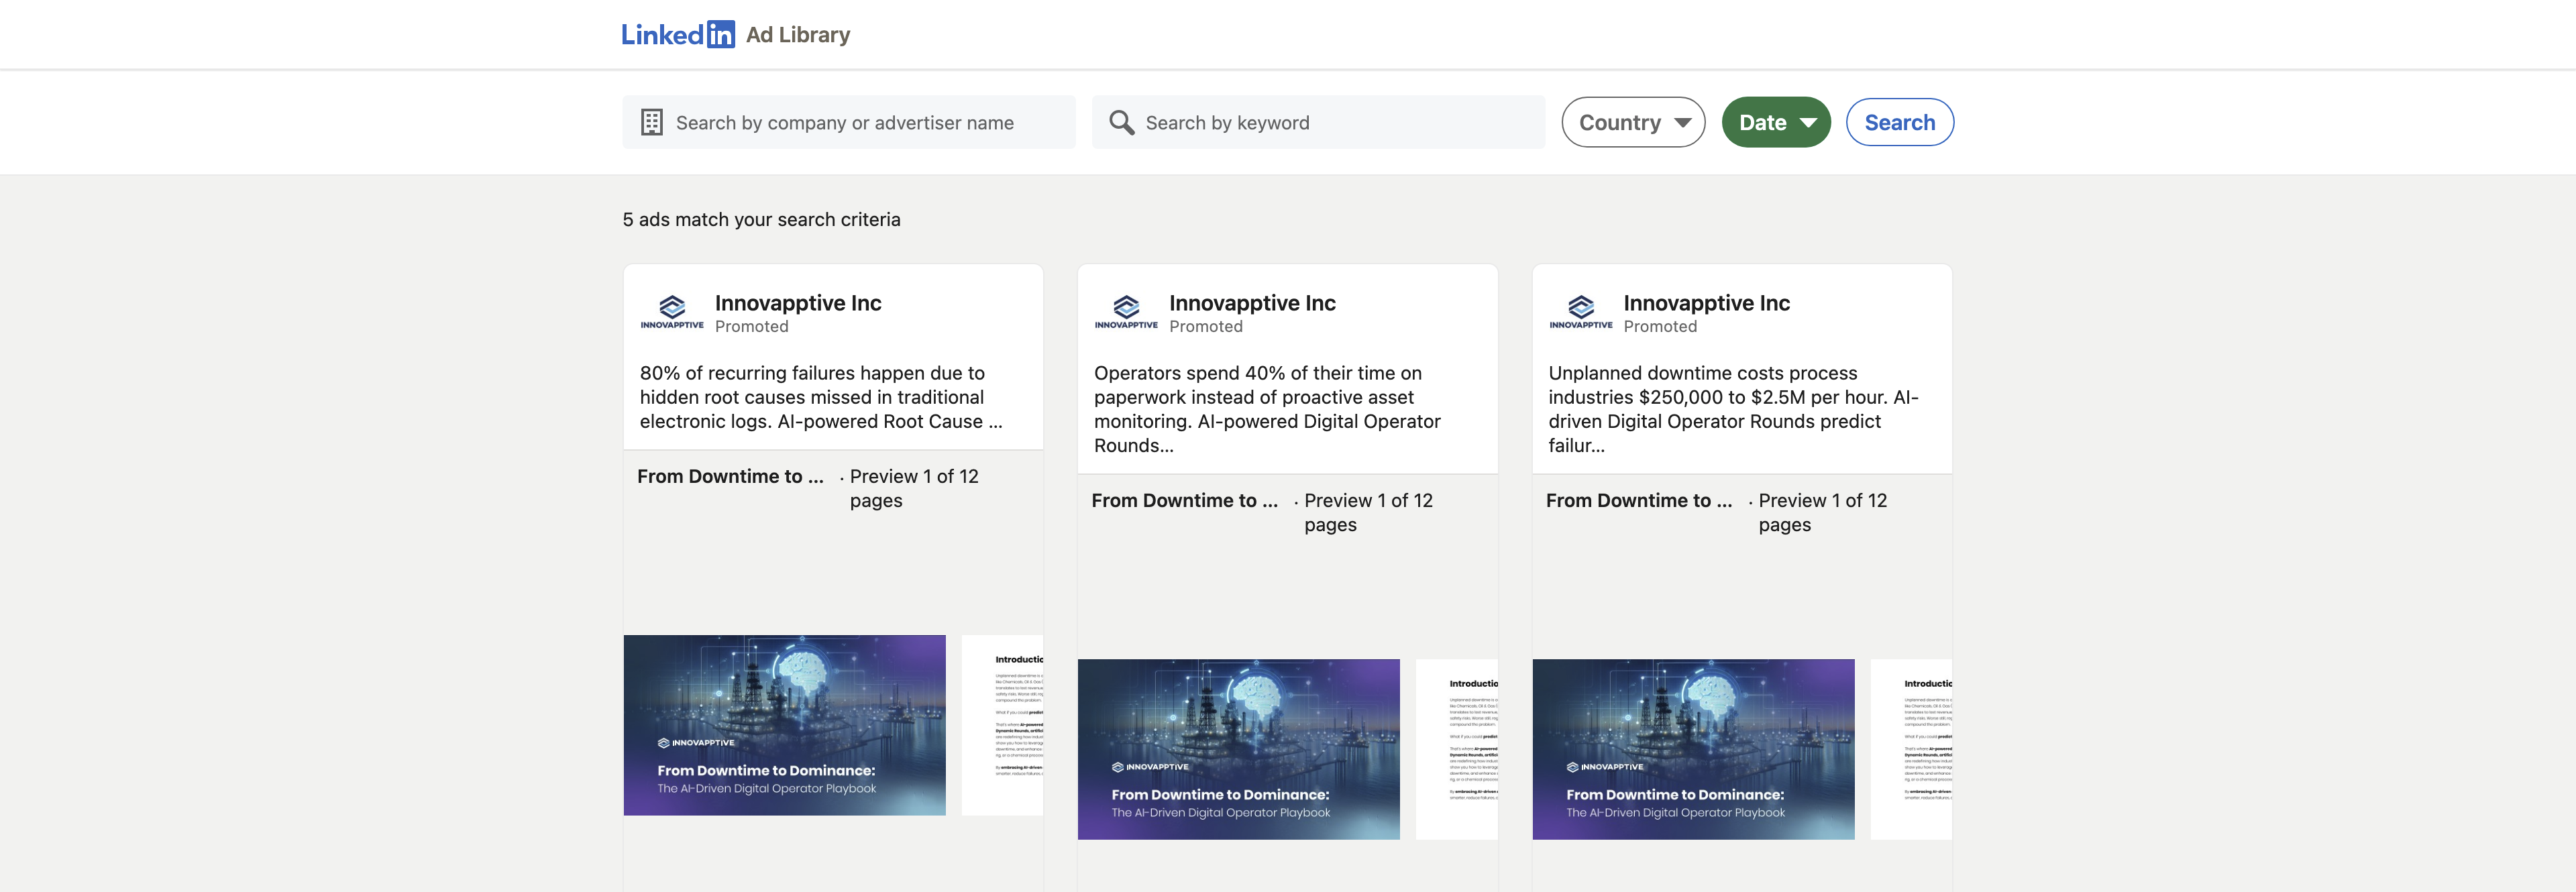 LinkedIn Ad Library
Search by company or advertiser name
Search by keyword
Country
Date
Search
5 ads match your search criteria
INNOVAPPTIVE
Innovapptive Inc
Promoted
80% of recurring failures happen due to
hidden root causes missed in traditional
electronic logs. AI-powered Root Cause ...
From Downtime to ... · Preview 1 of 12
pages
INNOVAPPTIVE
From Downtime to Dominance:
The AI-Driven Digital Operator Playbook
Introductio
INNOVAPPTIVE
Innovapptive Inc
Promoted
Operators spend 40% of their time on
paperwork instead of proactive asset
monitoring. AI-powered Digital Operator
Rounds...
From Downtime to ... · Preview 1 of 12
pages
INNOVAPPTIVE
From Downtime to Dominance:
The AI-Driven Digital Operator Playbook
Introductio
INNOVAPPTIVE
Innovapptive Inc
Promoted
Unplanned downtime costs process
industries $250,000 to $2.5M per hour. AI-
driven Digital Operator Rounds predict
failur...
From Downtime to ... · Preview 1 of 12
pages
INNOVAPPTIVE
From Downtime to Dominance:
The AI-Driven Digital Operator Playbook
Introductio